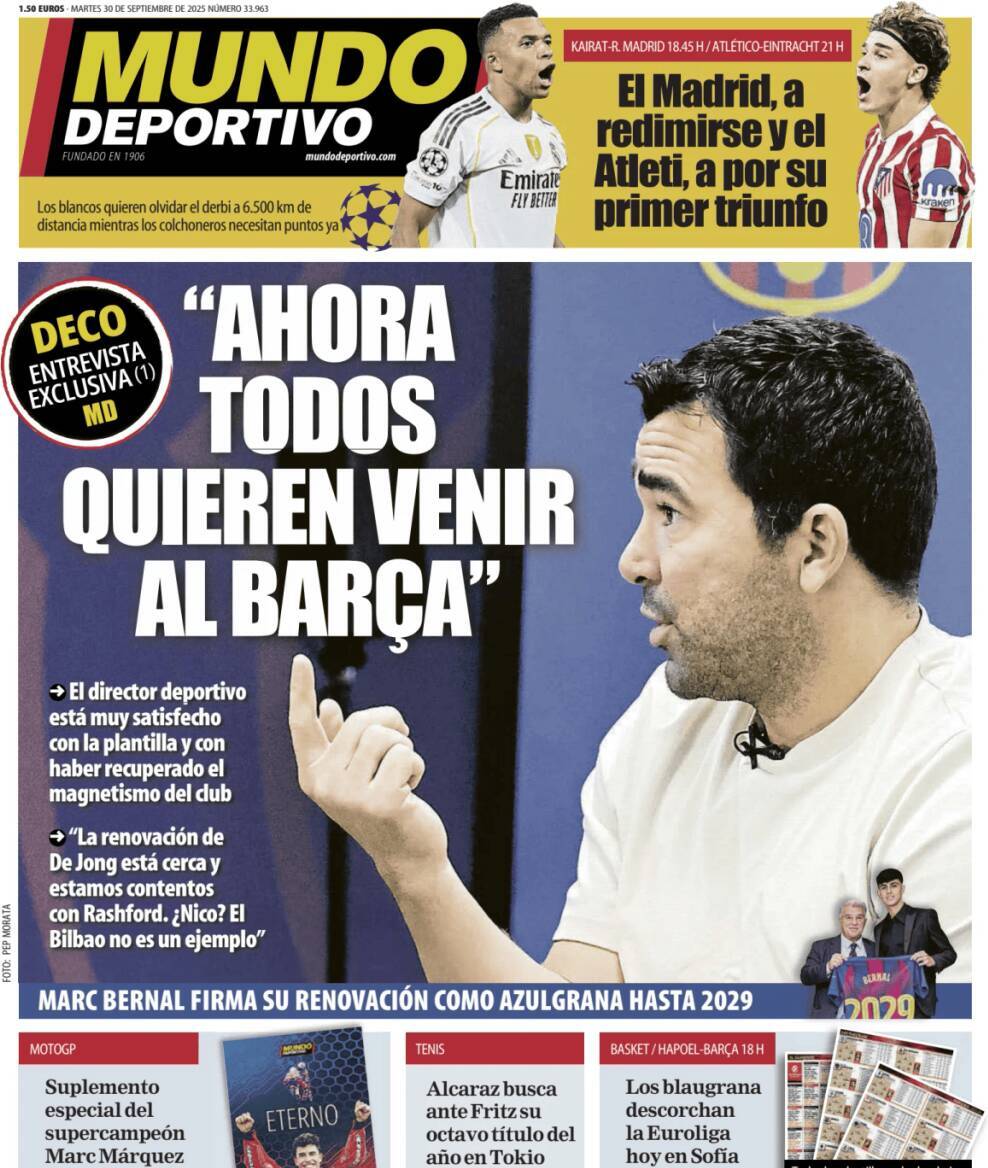 1.50 EUROS · MARTES 30 DE SEPTIEMBRE DE 2025 NÚMERO 33.963
MUNDO
DEPORTIVO
FUNDADO EN 1906
mundodeportivo.com
Los blancos quieren olvidar el derbi a 6.500 km de
distancia mientras los colchoneros necesitan puntos ya
Emirates
FLY BETTER
KAIRAT-R. MADRID 18.45 H / ATLÉTICO-EINTRACHT 21 H
El Madrid, a
redimirse y el
Atleti, a por su
primer triunfo
kraken
DECO
ENTREVISTA
EXCLUSIVA (1)
MD
“AHORA
TODOS
QUIEREN VENIR
AL BARÇA”
➔ El director deportivo
está muy satisfecho
con la plantilla y con
haber recuperado el
magnetismo del club
➔ “La renovación de
De Jong está cerca y
estamos contentos
con Rashford. ¿Nico? El
Bilbao no es un ejemplo”
FOTO: PEP MORATA
BERNAL
2029
MARC BERNAL FIRMA SU RENOVACIÓN COMO AZULGRANA HASTA 2029
MOTOGP
Suplemento
especial del
supercampeón
Marc Márquez
MUNDO
DEPORTIVO
ETERNO
TENIS
Alcaraz busca
ante Fritz su
octavo título del
año en Tokio
BASKET / HAPOEL-BARÇA 18 H
Los blaugrana
descorchan
la Euroliga
hoy en Sofía